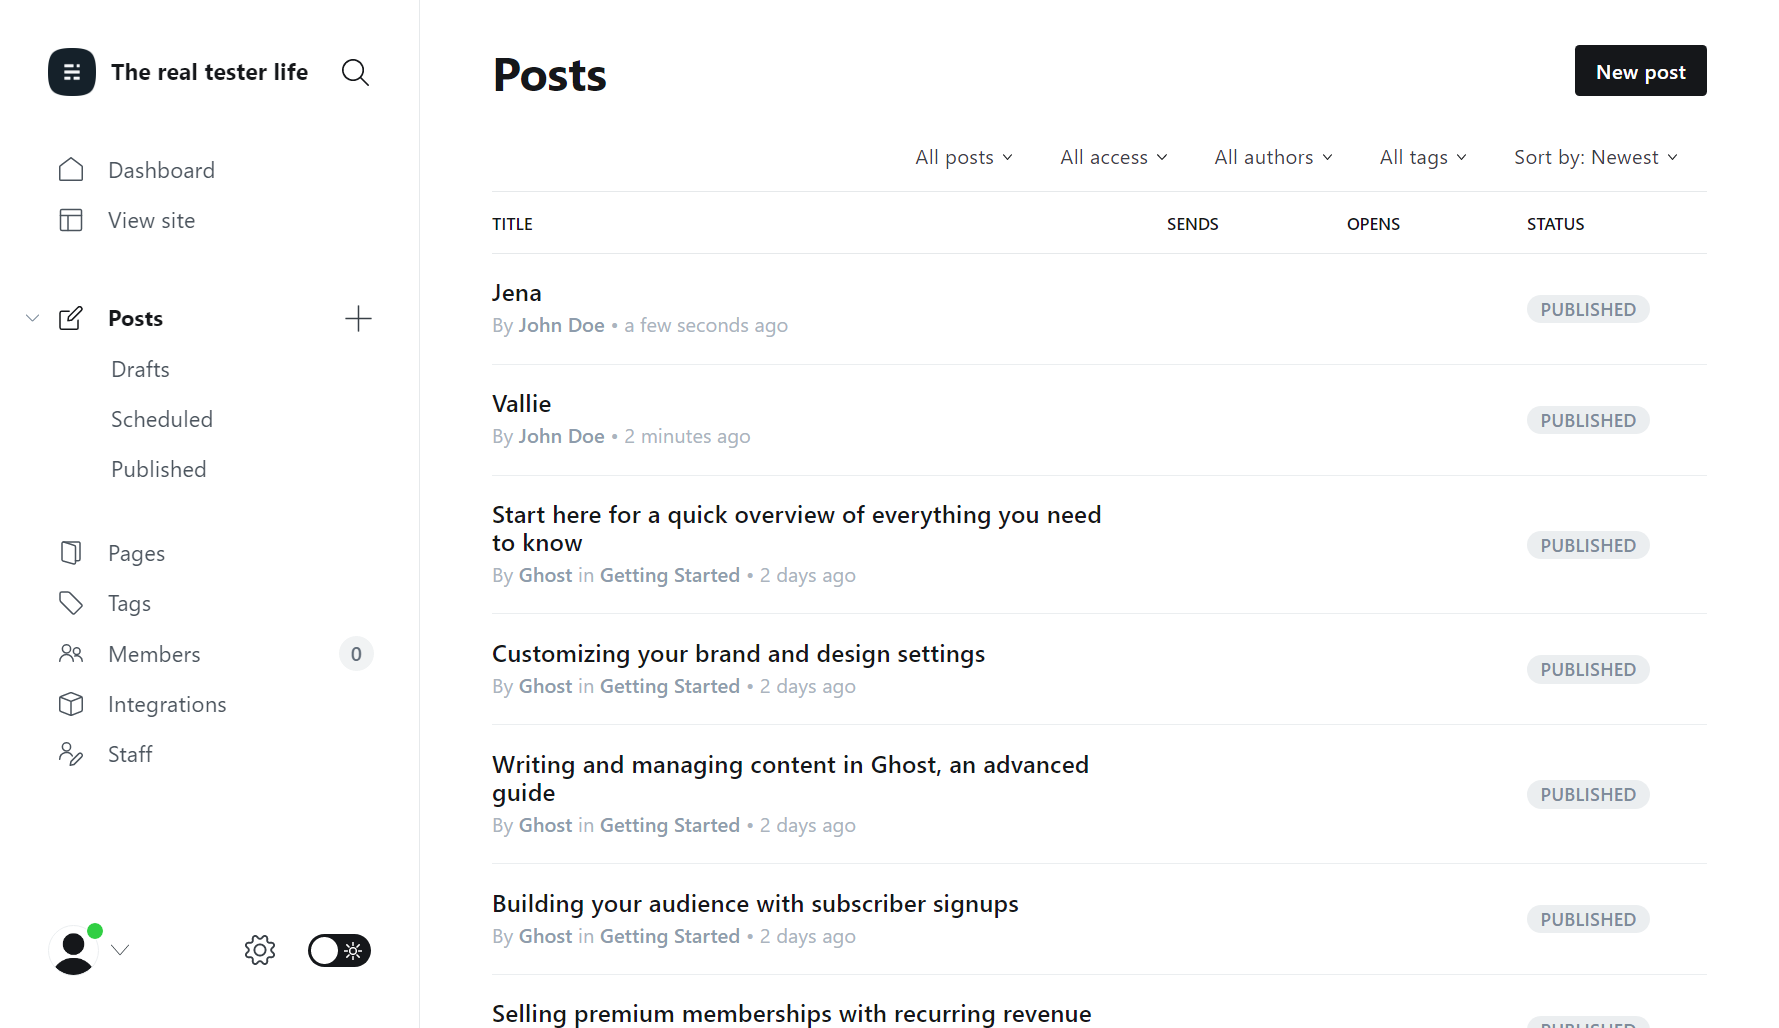 The real tester life
Dashboard
View site
Posts
Drafts
Scheduled
Published
Pages
Tags
Members 0
Integrations
Staff
Posts
New post
All posts All access All authors All tags Sort by: Newest
TITLE SENDS OPENS STATUS
Jena
By John Doe • a few seconds ago
PUBLISHED
Vallie
By John Doe • 2 minutes ago
PUBLISHED
Start here for a quick overview of everything you need
to know
By Ghost in Getting Started • 2 days ago
PUBLISHED
Customizing your brand and design settings
By Ghost in Getting Started • 2 days ago
PUBLISHED
Writing and managing content in Ghost, an advanced
guide
By Ghost in Getting Started • 2 days ago
PUBLISHED
Building your audience with subscriber signups
By Ghost in Getting Started • 2 days ago
PUBLISHED
Selling premium memberships with recurring revenue
PUBLISHED